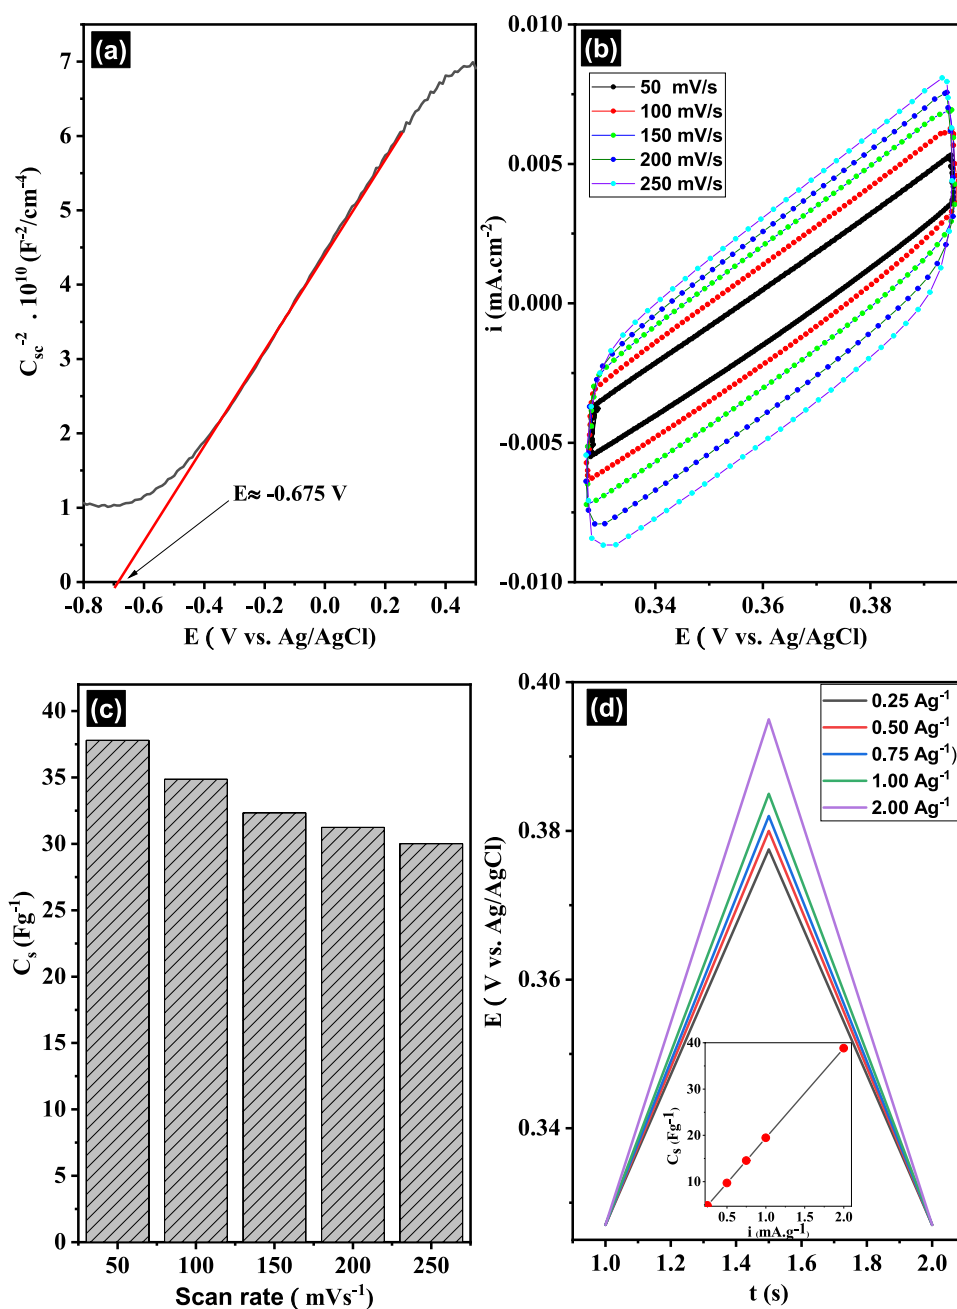 (a)
7
6
5
4
3
2
1
0
C_sc^-2 . 10^10 (F^-2/cm^-4)
E≈ -0.675 V
-0.8 -0.6 -0.4 -0.2 0.0 0.2 0.4
E ( V vs. Ag/AgCl)
(b)
50 mV/s
100 mV/s
150 mV/s
200 mV/s
250 mV/s
0.010
0.005
0.000
-0.005
-0.010
i (mA.cm^-2)
0.34 0.36 0.38
E ( V vs. Ag/AgCl)
(c)
40
35
30
25
20
15
10
5
0
C_s (Fg^-1)
50 100 150 200 250
Scan rate ( mVs^-1)
(d)
0.25 Ag^-1
0.50 Ag^-1
0.75 Ag^-1)
1.00 Ag^-1
2.00 Ag^-1
0.40
0.38
0.36
0.34
E ( V vs. Ag/AgCl)
40
30
20
10
C_s (Fg^-1)
0.5 1.0 1.5 2.0
i (mA.g^-1)
1.0 1.2 1.4 1.6 1.8 2.0
t (s)